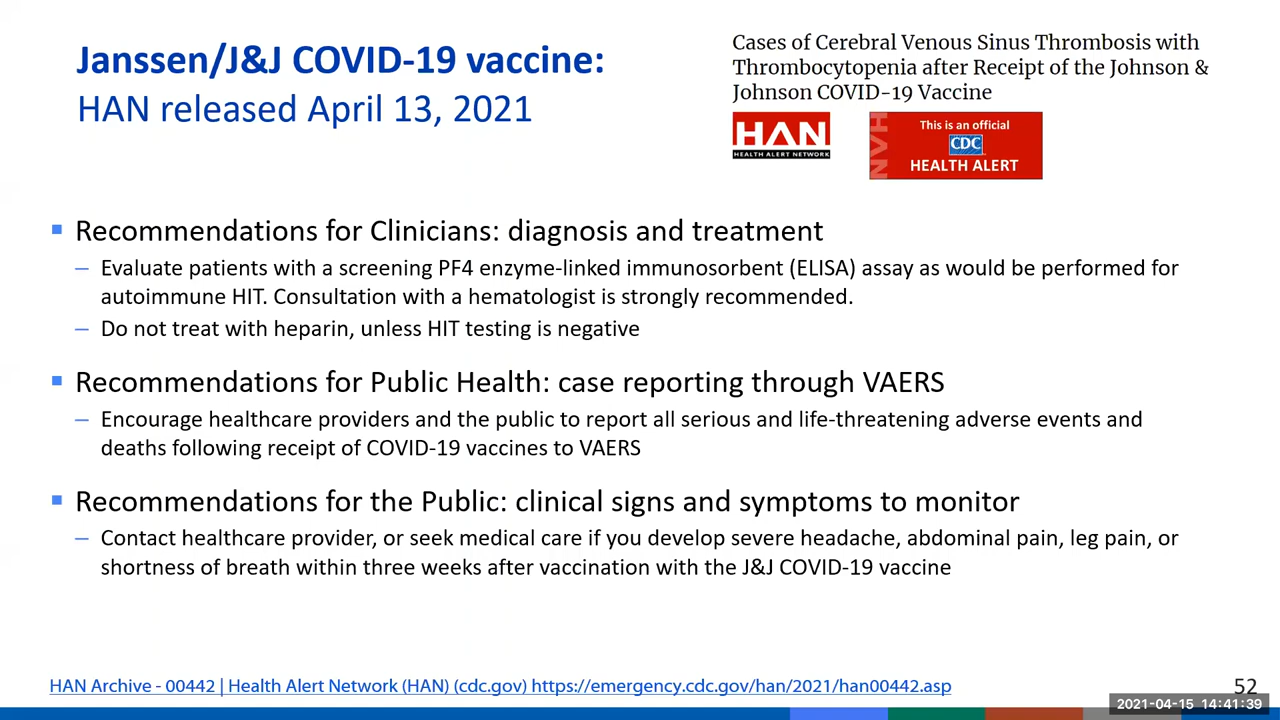 Janssen/J&J COVID-19 vaccine:
HAN released April 13, 2021
Cases of Cerebral Venous Sinus Thrombosis with
Thrombocytopenia after Receipt of the Johnson &
Johnson COVID-19 Vaccine
HAN
HEALTH ALERT NETWORK
HAN
This is an official
CDC
HEALTH ALERT
▪ Recommendations for Clinicians: diagnosis and treatment
– Evaluate patients with a screening PF4 enzyme-linked immunosorbent (ELISA) assay as would be performed for
autoimmune HIT. Consultation with a hematologist is strongly recommended.
– Do not treat with heparin, unless HIT testing is negative
▪ Recommendations for Public Health: case reporting through VAERS
– Encourage healthcare providers and the public to report all serious and life-threatening adverse events and
deaths following receipt of COVID-19 vaccines to VAERS
▪ Recommendations for the Public: clinical signs and symptoms to monitor
– Contact healthcare provider, or seek medical care if you develop severe headache, abdominal pain, leg pain, or
shortness of breath within three weeks after vaccination with the J&J COVID-19 vaccine
HAN Archive - 00442 | Health Alert Network (HAN) (cdc.gov) https://emergency.cdc.gov/han/2021/han00442.asp
52
2021-04-15 14:41:39